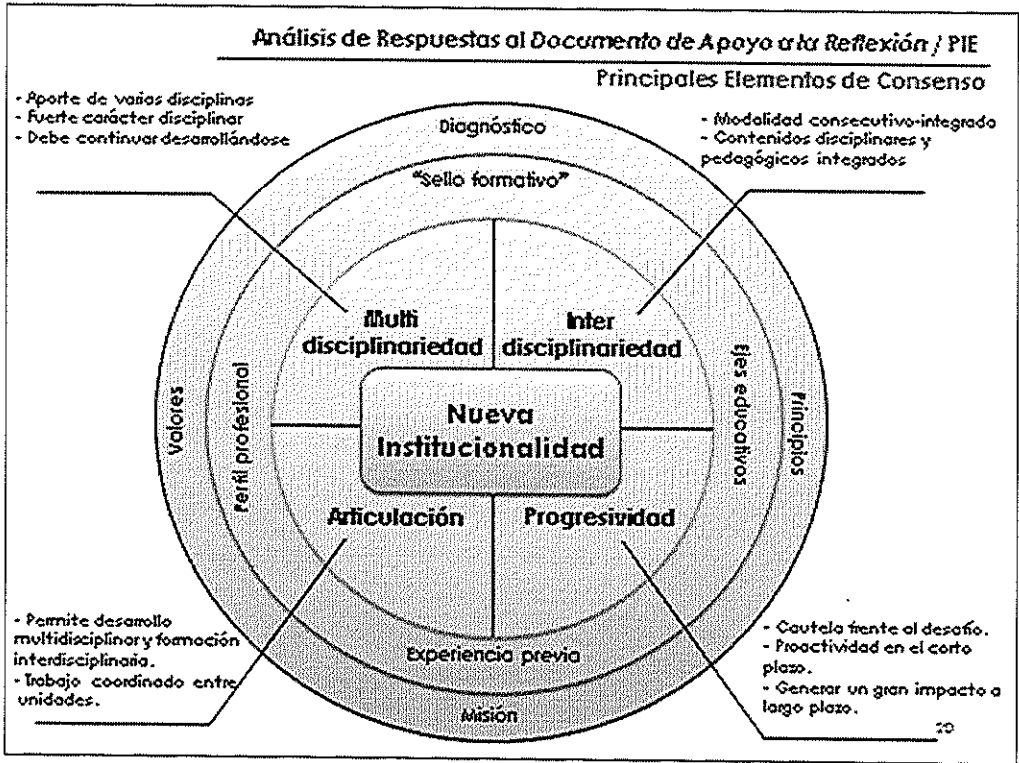 Análisis de Respuestas al Documento de Apoyo a la Reflexión / PIE
Principales Elementos de Consenso
- Aporte de varias disciplinas
- Fuerte carácter disciplinar
- Debe continuar desarrollándose
- Modalidad consecutivo-integrada
- Contenidos disciplinares y
pedagógicos integrados
Diagnóstico
"Sello formativo"
Multi
disciplinariedad
Inter
disciplinariedad
Valores
Perfil profesional
Ejes educativos
Principios
Nueva
Institucionalidad
Articulación
Progresividad
Experiencia previa
Misión
- Permite desarrollo
multidisciplinar y formación
interdisciplinaria.
- Trabajo coordinado entre
unidades.
- Cautela frente al desafío.
- Proactividad en el corto
plazo.
- Generar un gran impacto a
largo plazo.